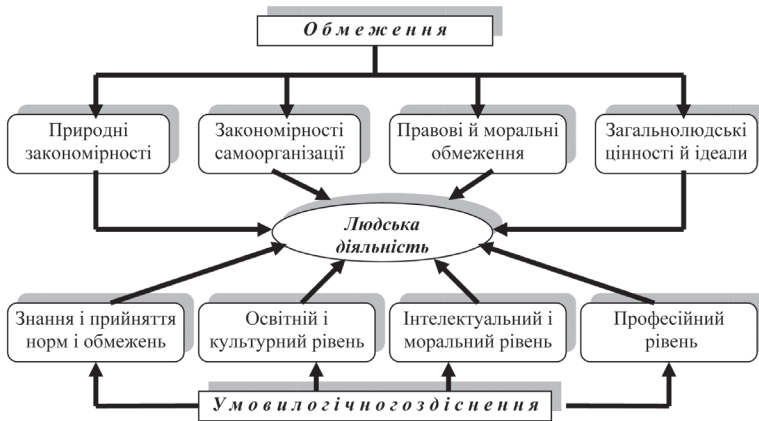 Обмеження
Природні
закономірності
Закономірності
самоорганізації
Правові й моральні
обмеження
Загальнолюдські
цінності й ідеали
Людська
діяльність
Знання і прийняття
норм і обмежень
Освітній і
культурний рівень
Інтелектуальний і
моральний рівень
Професійний
рівень
Умовилогічногоздіснення